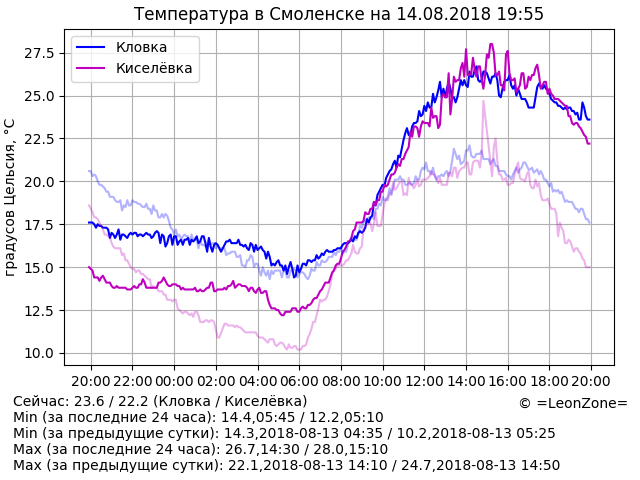 Температура в Смоленске на 14.08.2018 19:55
Кловка
Киселёвка
градусов Цельсия, °C
27.5
25.0
22.5
20.0
17.5
15.0
12.5
10.0
20:00 22:00 00:00 02:00 04:00 06:00 08:00 10:00 12:00 14:00 16:00 18:00 20:00
© =LeonZone=
Сейчас: 23.6 / 22.2 (Кловка / Киселёвка)
Min (за последние 24 часа): 14.4,05:45 / 12.2,05:10
Min (за предыдущие сутки): 14.3,2018-08-13 04:35 / 10.2,2018-08-13 05:25
Max (за последние 24 часа): 26.7,14:30 / 28.0,15:10
Max (за предыдущие сутки): 22.1,2018-08-13 14:10 / 24.7,2018-08-13 14:50